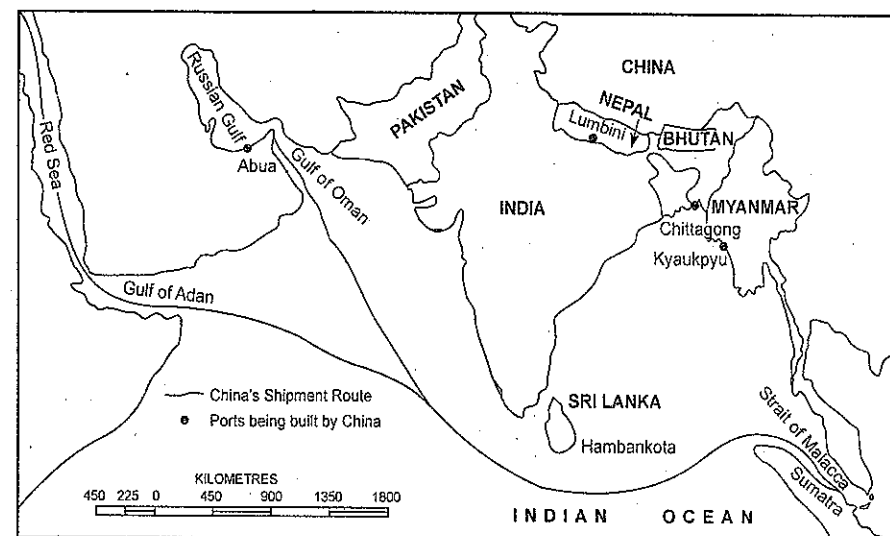 CHINA
Russian Gulf
PAKISTAN
NEPAL
Lumbini
BHUTAN
Red Sea
Abua
Gulf of Oman
INDIA
MYANMAR
Chittagong
Kyaukpyu
Gulf of Adan
China's Shipment Route
Ports being built by China
SRI LANKA
Hambankota
Strait of Malacca
Sumatra
KILOMETRES
450 225 0 450 900 1350 1800
INDIAN OCEAN